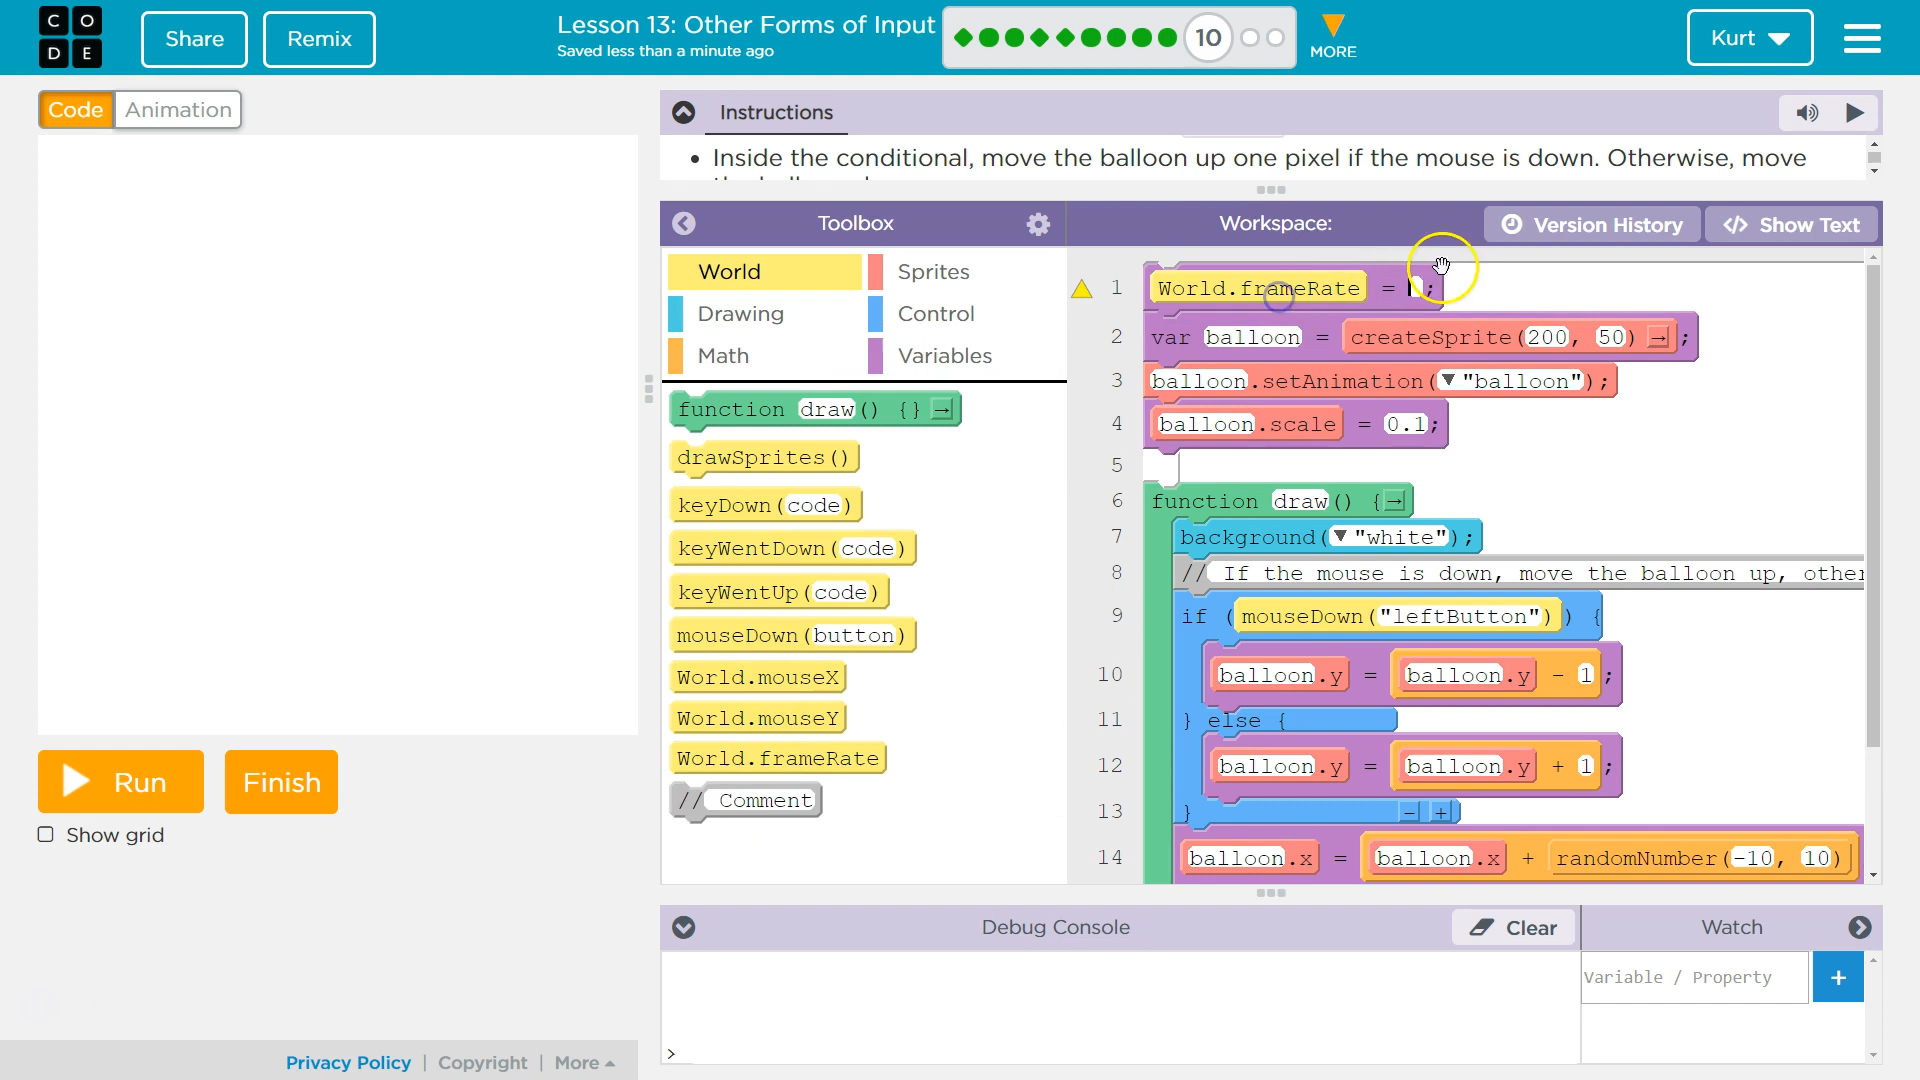 C O
D E
Share
Remix
Lesson 13: Other Forms of Input
Saved less than a minute ago
10
MORE
Kurt
Code
Animation
Instructions
Inside the conditional, move the balloon up one pixel if the mouse is down. Otherwise, move
Toolbox
Workspace:
Version History
</> Show Text
World
Sprites
Drawing
Control
Math
Variables
function draw() {} →
drawSprites()
keyDown(code)
keyWentDown(code)
keyWentUp(code)
mouseDown(button)
World.mouseX
World.mouseY
World.frameRate
// Comment
1 World.frameRate = ;
2 var balloon = createSprite(200, 50) → ;
3 balloon.setAnimation(▼ "balloon");
4 balloon.scale = 0.1;
5
6 function draw() { →
7 background(▼ "white");
8 // If the mouse is down, move the balloon up, other
9 if (mouseDown("leftButton")) {
10 balloon.y = balloon.y - 1;
11 } else {
12 balloon.y = balloon.y + 1;
13 } - +
14 balloon.x = balloon.x + randomNumber(-10, 10)
Run
Finish
Show grid
Debug Console
Clear
Watch
Variable / Property
+
>
Privacy Policy | Copyright | More